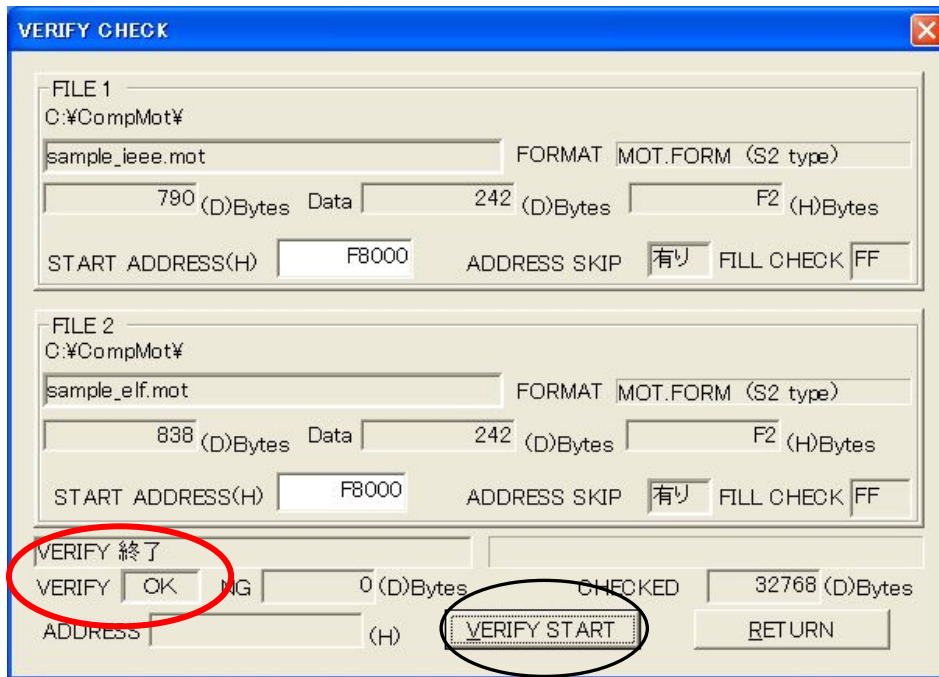 VERIFY CHECK
FILE 1
C:¥CompMot¥
sample_ieee.mot FORMAT MOT.FORM (S2 type)
790 (D)Bytes Data 242 (D)Bytes F2 (H)Bytes
START ADDRESS(H) F8000 ADDRESS SKIP 有り FILL CHECK FF
FILE 2
C:¥CompMot¥
sample_elf.mot FORMAT MOT.FORM (S2 type)
838 (D)Bytes Data 242 (D)Bytes F2 (H)Bytes
START ADDRESS(H) F8000 ADDRESS SKIP 有り FILL CHECK FF
VERIFY 終了
VERIFY OK NG 0 (D)Bytes CHECKED 32768 (D)Bytes
ADDRESS (H) VERIFY START RETURN